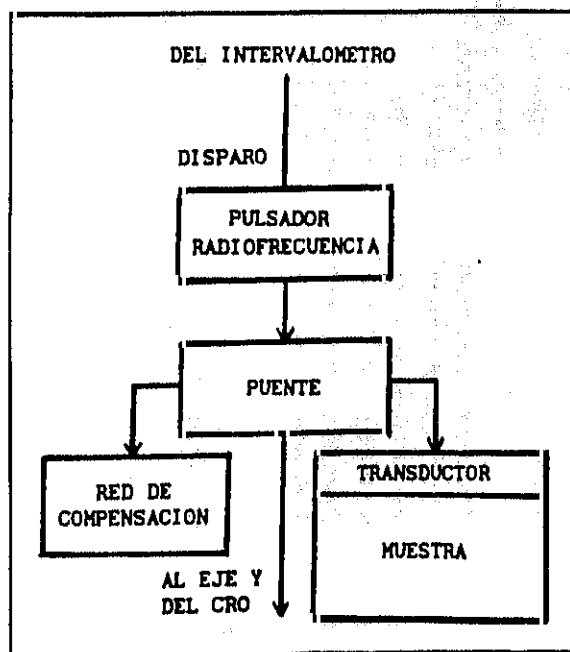 DEL INTERVALOMETRO
DISPARO
PULSADOR
RADIOFRECUENCIA
PUENTE
RED DE
COMPENSACION
TRANSDUCTOR
MUESTRA
AL EJE Y
DEL CRO